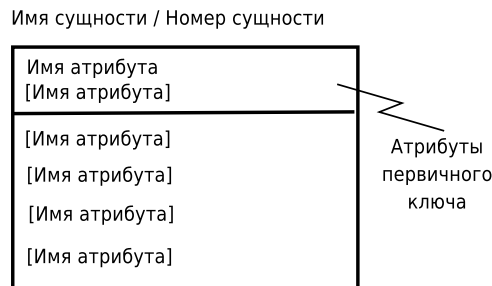 Имя сущности / Номер сущности
Имя атрибута
[Имя атрибута]
[Имя атрибута]
[Имя атрибута]
[Имя атрибута]
[Имя атрибута]
Атрибуты
первичного
ключа